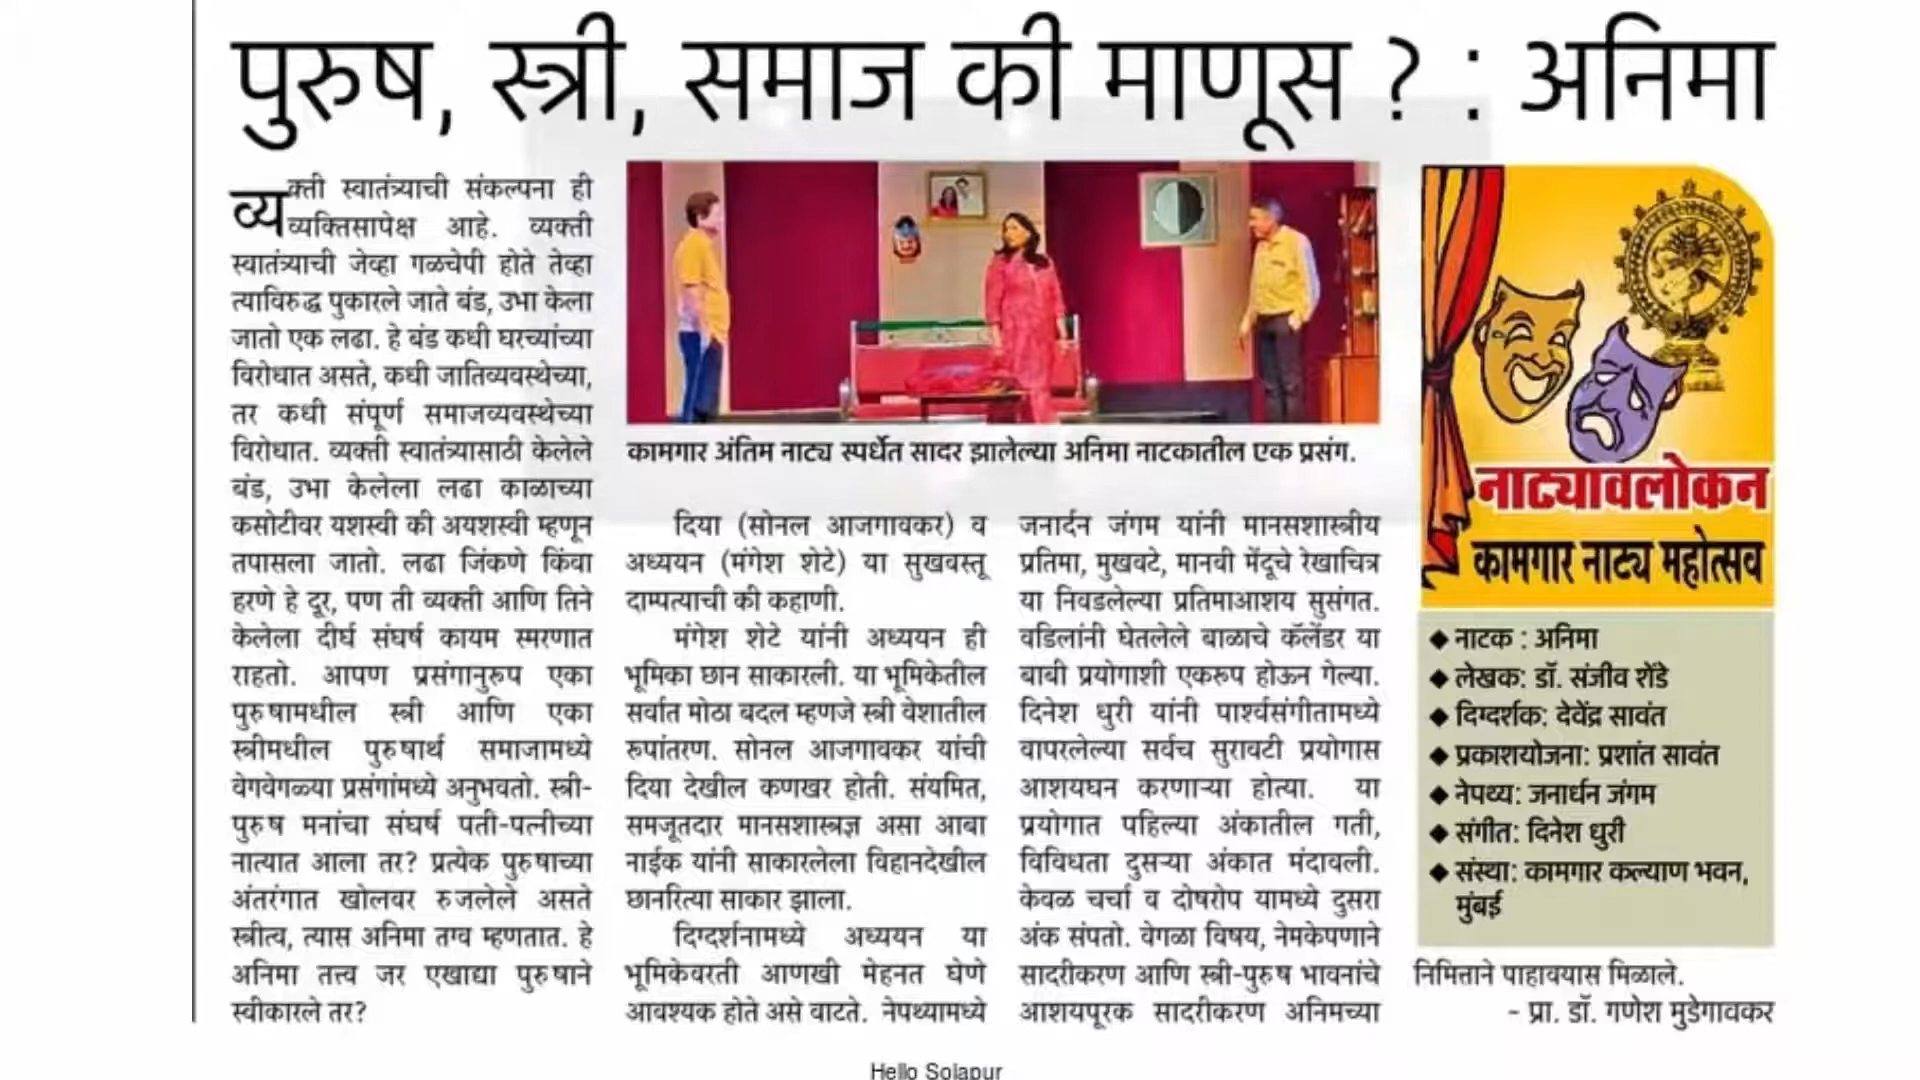 पुरुष, स्त्री, समाज की माणूस ? : अनिमा
व्यक्ती स्वातंत्र्याची संकल्पना ही
व्यक्तिसापेक्ष आहे. व्यक्ती
स्वातंत्र्याची जेव्हा गळचेपी होते तेव्हा
त्याविरुद्ध पुकारले जाते बंड, उभा केला
जातो एक लढा. हे बंड कधी घरच्यांच्या
विरोधात असते, कधी जातिव्यवस्थेच्या,
तर कधी संपूर्ण समाजव्यवस्थेच्या
विरोधात. व्यक्ती स्वातंत्र्यासाठी केलेले
बंड, उभा केलेला लढा काळाच्या
कसोटीवर यशस्वी की अयशस्वी म्हणून
तपासला जातो. लढा जिंकणे किंवा
हरणे हे दूर, पण ती व्यक्ती आणि तिने
केलेला दीर्घ संघर्ष कायम स्मरणात
राहतो. आपण प्रसंगानुरुप एका
पुरुषामधील स्त्री आणि एका
स्त्रीमधील पुरुषार्थ समाजामध्ये
वेगवेगळ्या प्रसंगांमध्ये अनुभवतो. स्त्री-
पुरुष मनांचा संघर्ष पती-पत्नीच्या
नात्यात आला तर? प्रत्येक पुरुषाच्या
अंतरंगात खोलवर रुजलेले असते
स्त्रीत्व, त्यास अनिमा तग्व म्हणतात. हे
अनिमा तत्त्व जर एखाद्या पुरुषाने
स्वीकारले तर?
कामगार अंतिम नाट्य स्पर्धेत सादर झालेल्या अनिमा नाटकातील एक प्रसंग.
दिया (सोनल आजगावकर) व
अध्ययन (मंगेश शेटे) या सुखवस्तू
दाम्पत्याची की कहाणी.
मंगेश शेटे यांनी अध्ययन ही
भूमिका छान साकारली. या भूमिकेतील
सर्वात मोठा बदल म्हणजे स्त्री वेशातील
रुपांतरण. सोनल आजगावकर यांची
दिया देखील कणखर होती. संयमित,
समजूतदार मानसशास्त्रज्ञ असा आबा
नाईक यांनी साकारलेला विहानदेखील
छानरित्या साकार झाला.
दिग्दर्शनामध्ये अध्ययन या
भूमिकेवरती आणखी मेहनत घेणे
आवश्यक होते असे वाटते. नेपथ्यामध्ये
जनार्दन जंगम यांनी मानसशास्त्रीय
प्रतिमा, मुखवटे, मानवी मेंदूचे रेखाचित्र
या निवडलेल्या प्रतिमाआशय सुसंगत.
वडिलांनी घेतलेले बाळाचे कॅलेंडर या
बाबी प्रयोगाशी एकरुप होऊन गेल्या.
दिनेश धुरी यांनी पार्श्वसंगीतामध्ये
वापरलेल्या सर्वच सुरावटी प्रयोगास
आशयघन करणाऱ्या होत्या. या
प्रयोगात पहिल्या अंकातील गती,
विविधता दुसऱ्या अंकात मंदावली.
केवळ चर्चा व दोषरोप यामध्ये दुसरा
अंक संपतो. वेगळा विषय, नेमकेपणाने
सादरीकरण आणि स्त्री-पुरुष भावनांचे
आशयपूरक सादरीकरण अनिमच्या
नाट्यावलोकन
कामगार नाट्य महोत्सव
◆ नाटक : अनिमा
◆ लेखक: डॉ. संजीव शेंडे
◆ दिग्दर्शक: देवेंद्र सावंत
◆ प्रकाशयोजना: प्रशांत सावंत
◆ नेपथ्य: जनार्धन जंगम
◆ संगीत: दिनेश धुरी
◆ संस्था: कामगार कल्याण भवन,
मुंबई
निमित्ताने पाहावयास मिळाले.
- प्रा. डॉ. गणेश मुडेगावकर
Hello Solapur